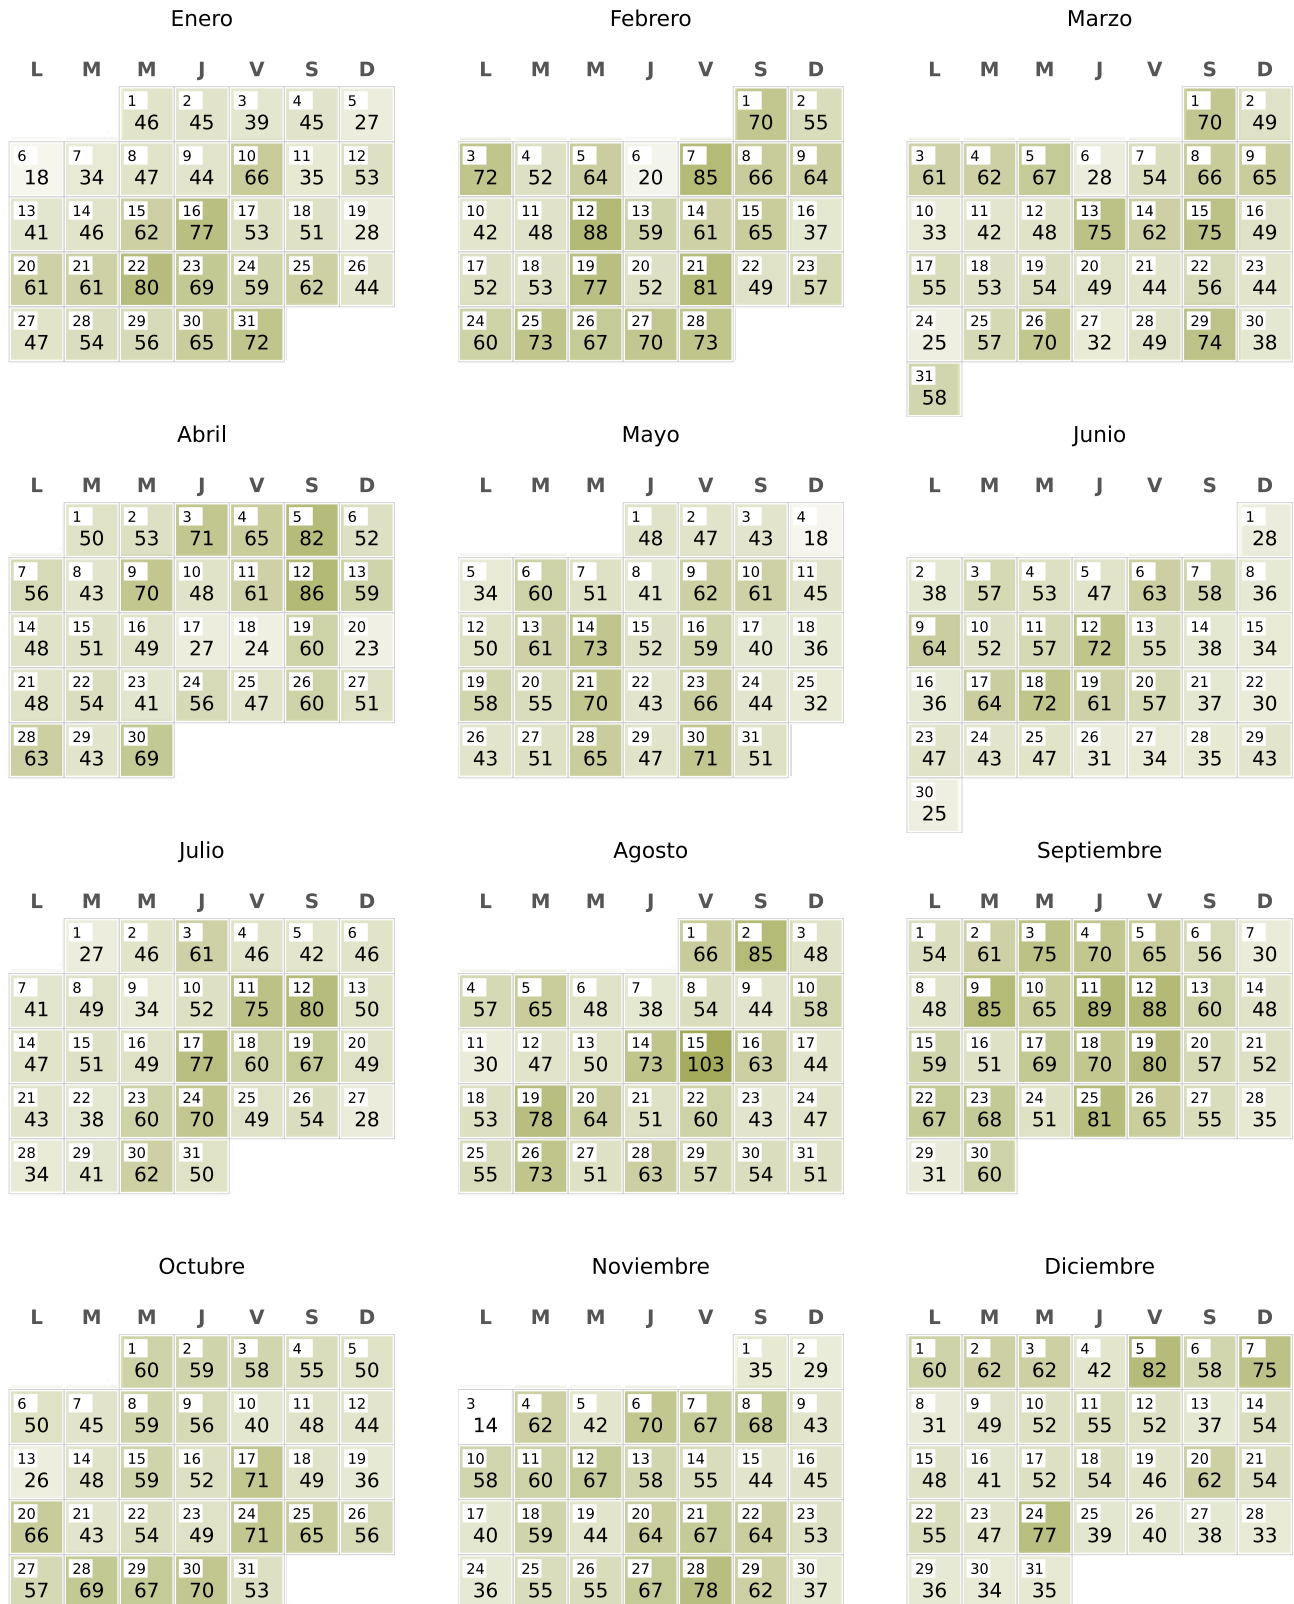 Enero
L M M J V S D
1 2 3 4 5
46 45 39 45 27
6 7 8 9 10 11 12
18 34 47 44 66 35 53
13 14 15 16 17 18 19
41 46 62 77 53 51 28
20 21 22 23 24 25 26
61 61 80 69 59 62 44
27 28 29 30 31
47 54 56 65 72
Febrero
L M M J V S D
1 2
70 55
3 4 5 6 7 8 9
72 52 64 20 85 66 64
10 11 12 13 14 15 16
42 48 88 59 61 65 37
17 18 19 20 21 22 23
52 53 77 52 81 49 57
24 25 26 27 28
60 73 67 70 73
Marzo
L M M J V S D
1 2
70 49
3 4 5 6 7 8 9
61 62 67 28 54 66 65
10 11 12 13 14 15 16
33 42 48 75 62 75 49
17 18 19 20 21 22 23
55 53 54 49 44 56 44
24 25 26 27 28 29 30
25 57 70 32 49 74 38
31
58
Abril
L M M J V S D
1 2 3 4 5 6
50 53 71 65 82 52
7 8 9 10 11 12 13
56 43 70 48 61 86 59
14 15 16 17 18 19 20
48 51 49 27 24 60 23
21 22 23 24 25 26 27
48 54 41 56 47 60 51
28 29 30
63 43 69
Mayo
L M M J V S D
1 2 3 4
48 47 43 18
5 6 7 8 9 10 11
34 60 51 41 62 61 45
12 13 14 15 16 17 18
50 61 73 52 59 40 36
19 20 21 22 23 24 25
58 55 70 43 66 44 32
26 27 28 29 30 31
43 51 65 47 71 51
Junio
L M M J V S D
1
28
2 3 4 5 6 7 8
38 57 53 47 63 58 36
9 10 11 12 13 14 15
64 52 57 72 55 38 34
16 17 18 19 20 21 22
36 64 72 61 57 37 30
23 24 25 26 27 28 29
47 43 47 31 34 35 43
30
25
Julio
L M M J V S D
1 2 3 4 5 6
27 46 61 46 42 46
7 8 9 10 11 12 13
41 49 34 52 75 80 50
14 15 16 17 18 19 20
47 51 49 77 60 67 49
21 22 23 24 25 26 27
43 38 60 70 49 54 28
28 29 30 31
34 41 62 50
Agosto
L M M J V S D
1 2 3
66 85 48
4 5 6 7 8 9 10
57 65 48 38 54 44 58
11 12 13 14 15 16 17
30 47 50 73 103 63 44
18 19 20 21 22 23 24
53 78 64 51 60 43 47
25 26 27 28 29 30 31
55 73 51 63 57 54 51
Septiembre
L M M J V S D
1 2 3 4 5 6 7
54 61 75 70 65 56 30
8 9 10 11 12 13 14
48 85 65 89 88 60 48
15 16 17 18 19 20 21
59 51 69 70 80 57 52
22 23 24 25 26 27 28
67 68 51 81 65 55 35
29 30
31 60
Octubre
L M M J V S D
1 2 3 4 5
60 59 58 55 50
6 7 8 9 10 11 12
50 45 59 56 40 48 44
13 14 15 16 17 18 19
26 48 59 52 71 49 36
20 21 22 23 24 25 26
66 43 54 49 71 65 56
27 28 29 30 31
57 69 67 70 53
Noviembre
L M M J V S D
1 2
35 29
3 4 5 6 7 8 9
14 62 42 70 67 68 43
10 11 12 13 14 15 16
58 60 67 58 55 44 45
17 18 19 20 21 22 23
40 59 44 64 67 64 53
24 25 26 27 28 29 30
36 55 55 67 78 62 37
Diciembre
L M M J V S D
1 2 3 4 5 6 7
60 62 62 42 82 58 75
8 9 10 11 12 13 14
31 49 52 55 52 37 54
15 16 17 18 19 20 21
48 41 52 54 46 62 54
22 23 24 25 26 27 28
55 47 77 39 40 38 33
29 30 31
36 34 35